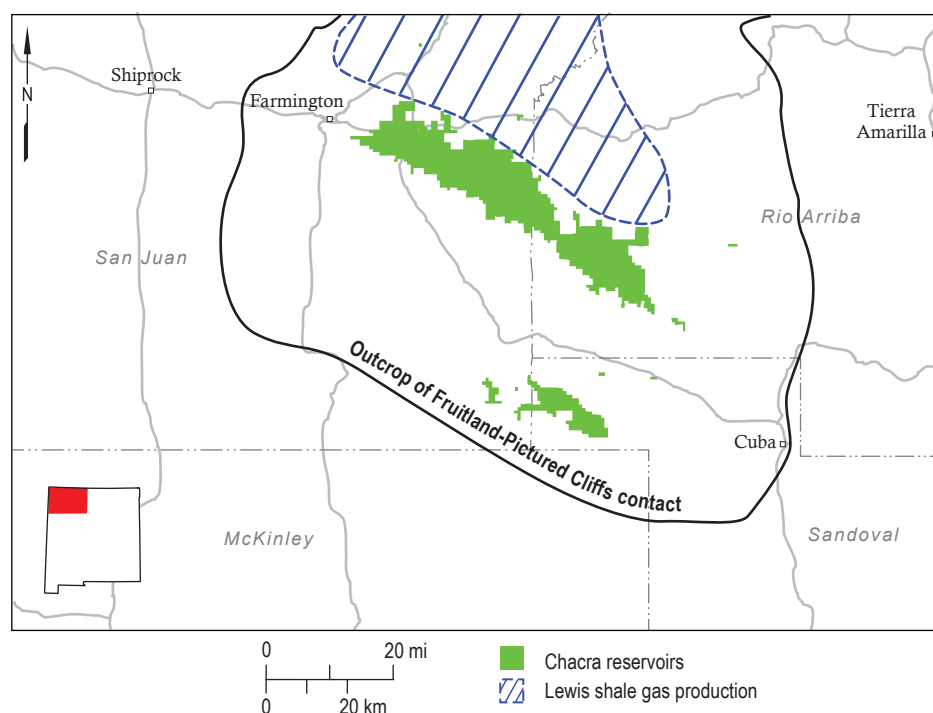 N
Shiprock
Farmington
Tierra
Amarilla
Rio Arriba
San Juan
Outcrop of Fruitland-Pictured Cliffs contact
Cuba
McKinley
Sandoval
0 20 mi
0 20 km
Chacra reservoirs
Lewis shale gas production